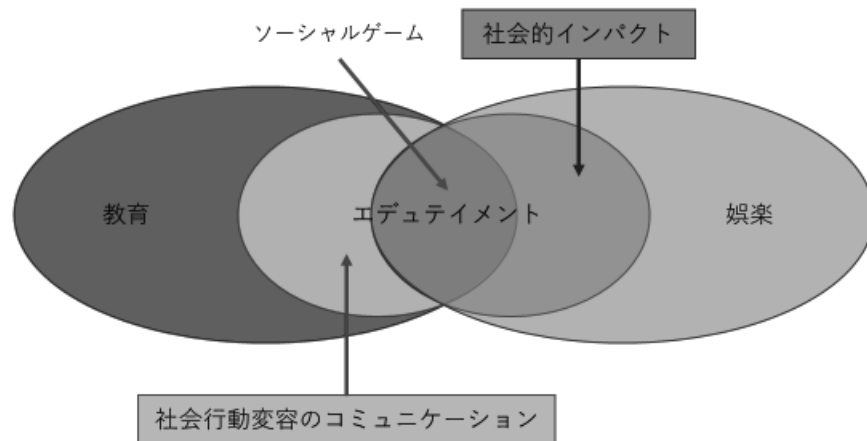 ソーシャルゲーム
社会的インパクト
教育
エデュテイメント
娯楽
社会行動変容のコミュニケーション